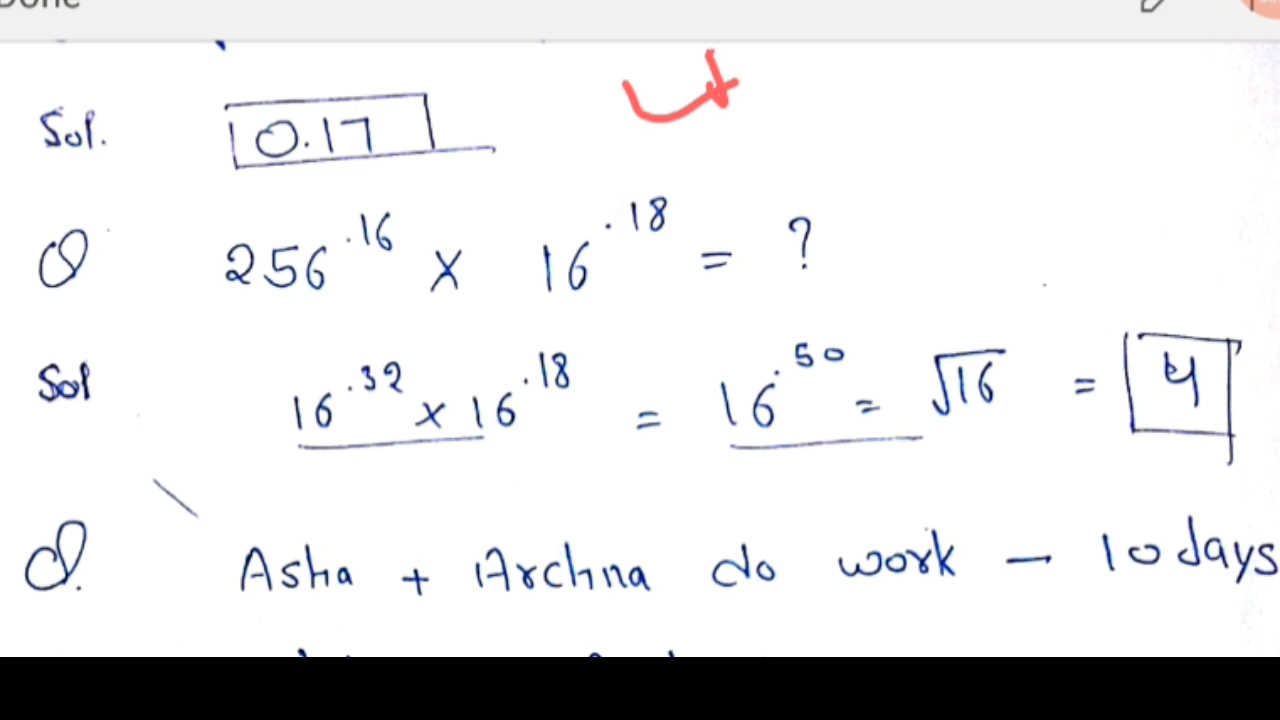 Done
Sol. 0.17
Q 256^.16 × 16^.18 = ?
Sol 16^.32 × 16^.18 = 16^.50 = √16 = 4
Q. Asha + Archna do work – 10 days